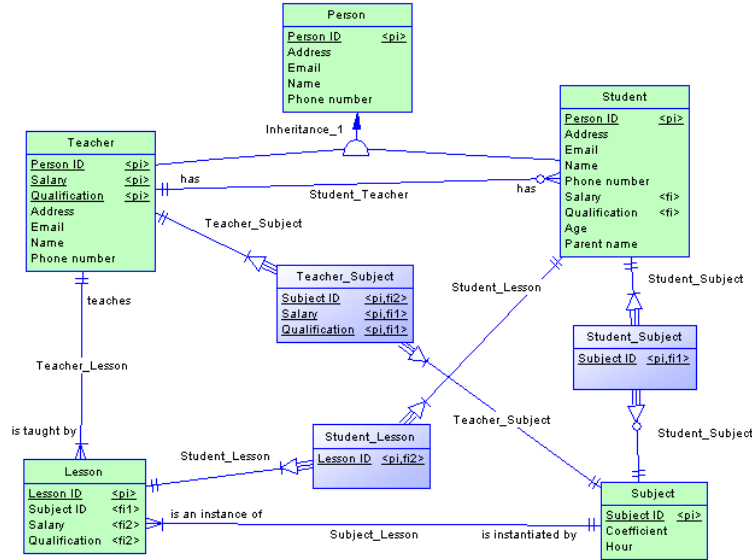 Person
Person ID <pi>
Address
Email
Name
Phone number
Student
Person ID <pi>
Address
Email
Name
Phone number
Salary <fi>
Qualification <fi>
Age
Parent name
Inheritance_1
Teacher
Person ID <pi>
Salary <pi>
Qualification <pi>
Address
Email
Name
Phone number
has
has
Student_Teacher
Teacher_Subject
Teacher_Subject
Subject ID <pi,fi2>
Salary <pi,fi1>
Qualification <pi,fi1>
Student_Lesson
Student_Subject
Student_Subject
Subject ID <pi,fi1>
teaches
Teacher_Lesson
is taught by
Teacher_Subject
Student_Subject
Student_Lesson
Student_Lesson
Lesson ID <pi,fi2>
Lesson
Lesson ID <pi>
Subject ID <fi1>
Salary <fi2>
Qualification <fi2>
is an instance of
Subject_Lesson
is instantiated by
Subject
Subject ID <pi>
Coefficient
Hour